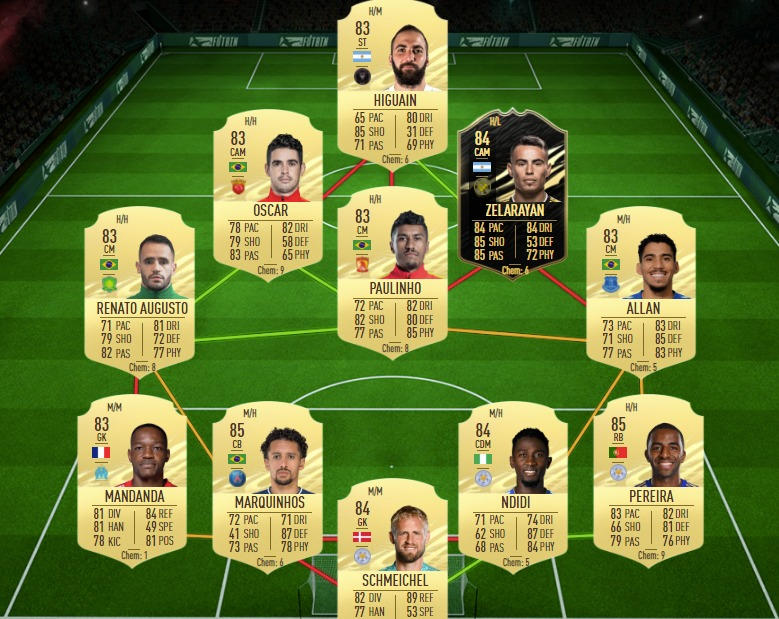 H/M
83
ST
HIGUAIN
65 PAC 80 DRI
85 SHO 31 DEF
71 PAS 69 PHY
Chem: 6
H/H
83
CAM
OSCAR
78 PAC 82 DRI
79 SHO 58 DEF
83 PAS 65 PHY
Chem: 9
H/L
84
CAM
ZELARAYAN
84 PAC 84 DRI
85 SHO 53 DEF
85 PAS 72 PHY
Chem: 6
H/H
83
CM
RENATO AUGUSTO
71 PAC 81 DRI
79 SHO 72 DEF
82 PAS 77 PHY
Chem: 8
H/H
83
CM
PAULINHO
72 PAC 82 DRI
82 SHO 80 DEF
77 PAS 85 PHY
Chem: 8
M/H
83
CM
ALLAN
73 PAC 83 DRI
71 SHO 85 DEF
77 PAS 83 PHY
Chem: 5
M/M
83
GK
MANDANDA
81 DIV 84 REF
81 HAN 49 SPE
78 KIC 81 POS
Chem: 1
M/H
85
CB
MARQUINHOS
72 PAC 71 DRI
41 SHO 87 DEF
73 PAS 78 PHY
Chem: 6
M/M
84
GK
SCHMEICHEL
82 DIV 89 REF
77 HAN 53 SPE
M/H
84
CDM
NDIDI
71 PAC 74 DRI
62 SHO 87 DEF
68 PAS 84 PHY
Chem: 5
H/H
85
RB
PEREIRA
83 PAC 82 DRI
66 SHO 81 DEF
79 PAS 76 PHY
Chem: 9